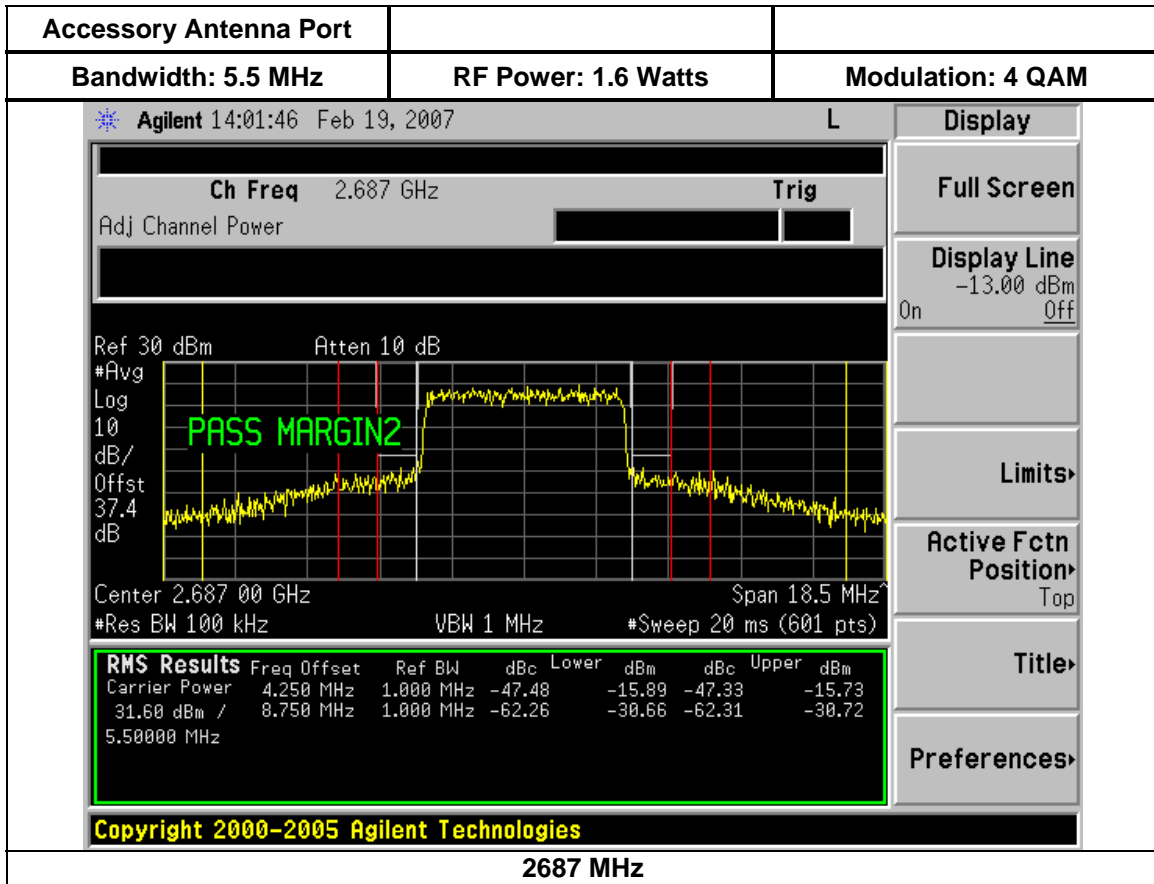 Accessory Antenna Port
Bandwidth: 5.5 MHz RF Power: 1.6 Watts Modulation: 4 QAM
Agilent 14:01:46 Feb 19, 2007 L Display
Ch Freq 2.687 GHz Trig
Full Screen
Adj Channel Power
Display Line
-13.00 dBm
On Off
Ref 30 dBm Atten 10 dB
#Avg
Log
10
dB/
Offst
37.4
dB
PASS MARGIN2
Limits
Active Fctn
Position
Top
Center 2.687 00 GHz Span 18.5 MHz^
#Res BW 100 kHz VBW 1 MHz #Sweep 20 ms (601 pts)
RMS Results Freq Offset Ref BW dBc Lower dBm dBc Upper dBm
Carrier Power 4.250 MHz 1.000 MHz -47.48 -15.89 -47.33 -15.73
31.60 dBm / 8.750 MHz 1.000 MHz -62.26 -30.66 -62.31 -30.72
5.50000 MHz
Title
Preferences
Copyright 2000-2005 Agilent Technologies
2687 MHz